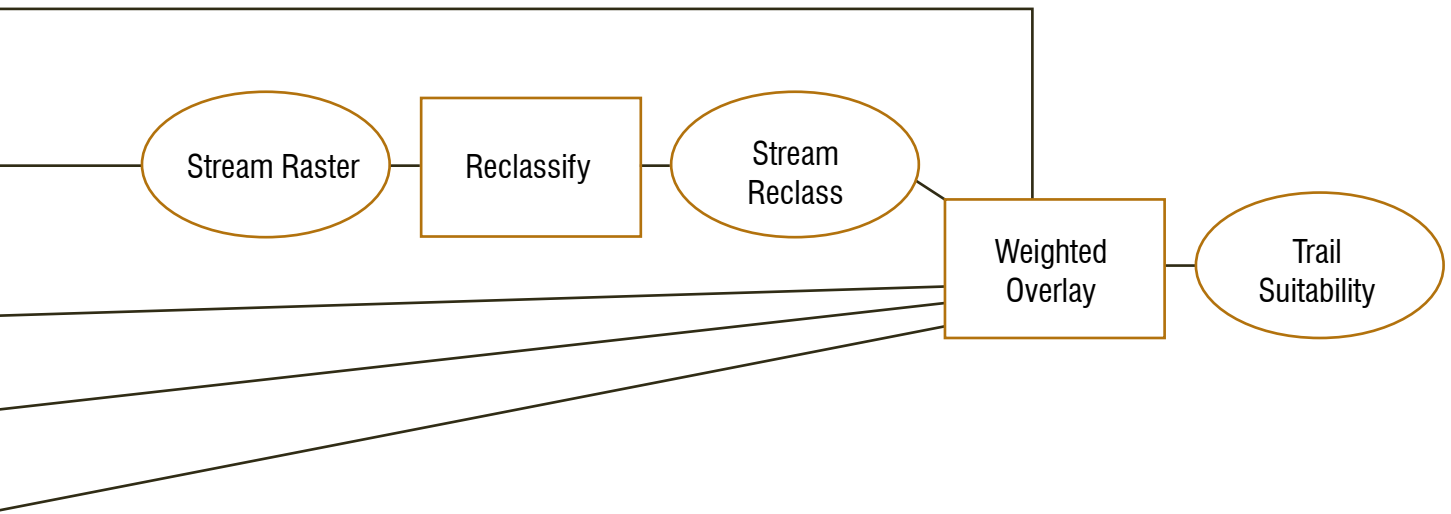 Stream Raster
Reclassify
Stream
Reclass
Weighted
Overlay
Trail
Suitability